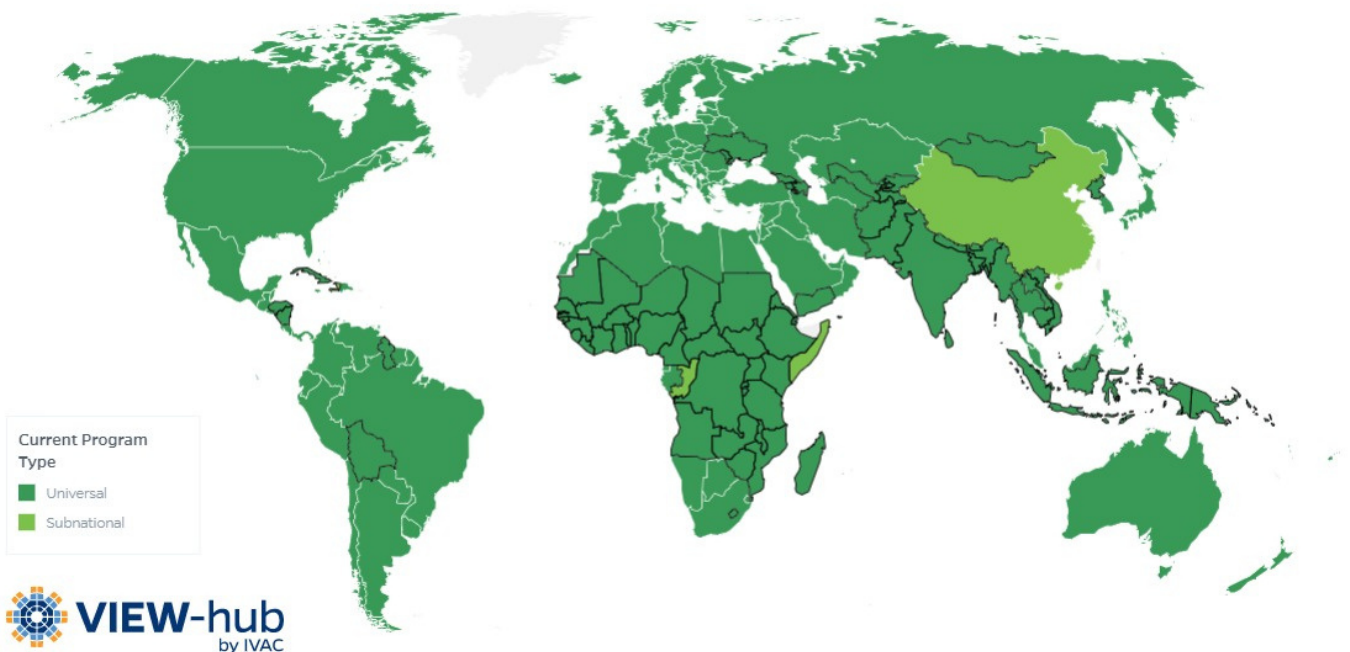 Current Program
Type
Universal
Subnational
VIEW-hub
by IVAC